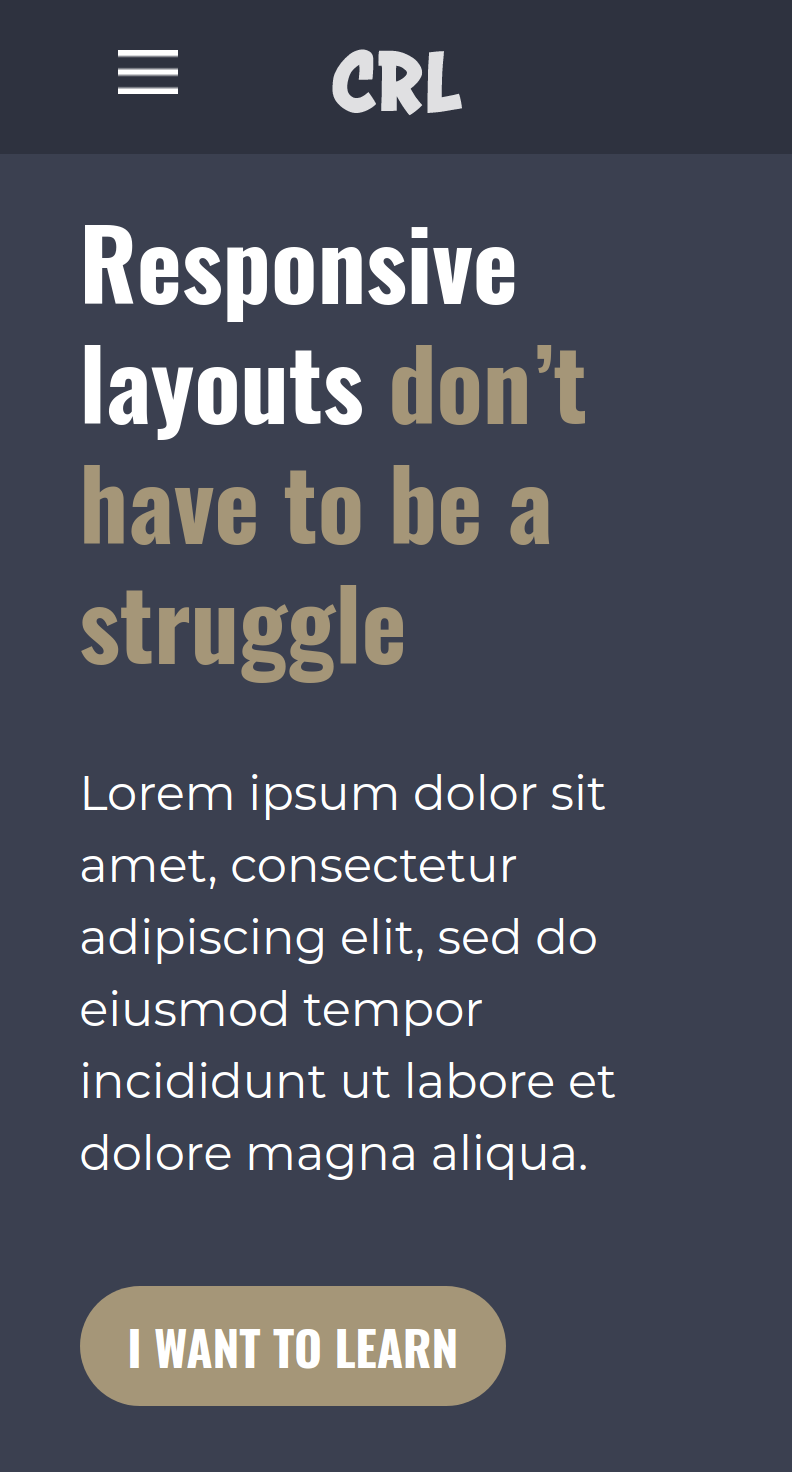 CRL
Responsive
layouts don’t
have to be a
struggle
Lorem ipsum dolor sit
amet, consectetur
adipiscing elit, sed do
eiusmod tempor
incididunt ut labore et
dolore magna aliqua.
I WANT TO LEARN